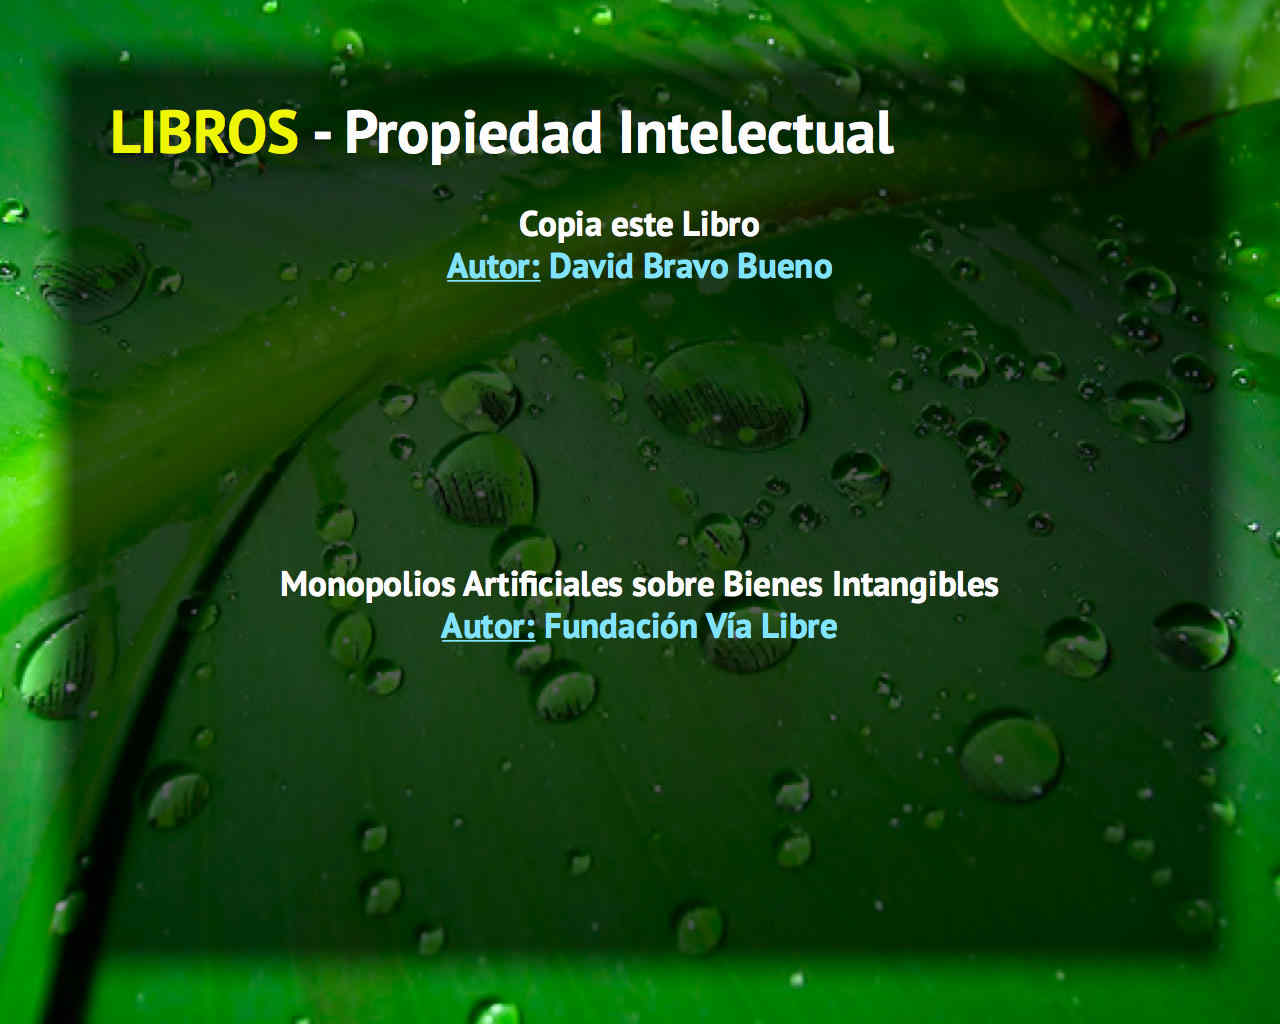 LIBROS - Propiedad Intelectual
Copia este Libro
Autor: David Bravo Bueno
Monopolios Artificiales sobre Bienes Intangibles
Autor: Fundación Vía Libre